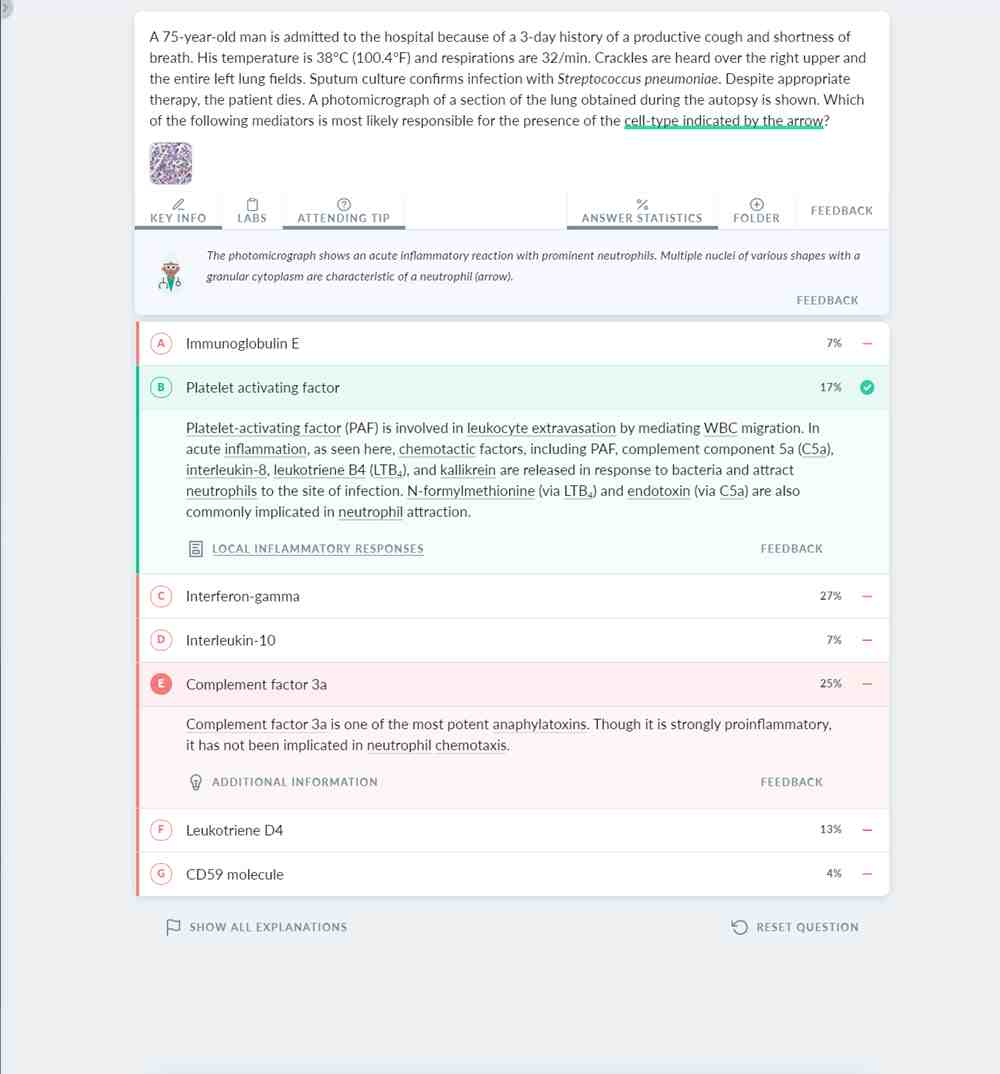 A 75-year-old man is admitted to the hospital because of a 3-day history of a productive cough and shortness of
breath. His temperature is 38°C (100.4°F) and respirations are 32/min. Crackles are heard over the right upper and
the entire left lung fields. Sputum culture confirms infection with Streptococcus pneumoniae. Despite appropriate
therapy, the patient dies. A photomicrograph of a section of the lung obtained during the autopsy is shown. Which
of the following mediators is most likely responsible for the presence of the cell-type indicated by the arrow?
KEY INFO LABS ATTENDING TIP ANSWER STATISTICS FOLDER FEEDBACK
The photomicrograph shows an acute inflammatory reaction with prominent neutrophils. Multiple nuclei of various shapes with a
granular cytoplasm are characteristic of a neutrophil (arrow).
FEEDBACK
A Immunoglobulin E 7%
B Platelet activating factor 17%
Platelet-activating factor (PAF) is involved in leukocyte extravasation by mediating WBC migration. In
acute inflammation, as seen here, chemotactic factors, including PAF, complement component 5a (C5a),
interleukin-8, leukotriene B4 (LTB₄), and kallikrein are released in response to bacteria and attract
neutrophils to the site of infection. N-formylmethionine (via LTB₄) and endotoxin (via C5a) are also
commonly implicated in neutrophil attraction.
LOCAL INFLAMMATORY RESPONSES FEEDBACK
C Interferon-gamma 27%
D Interleukin-10 7%
E Complement factor 3a 25%
Complement factor 3a is one of the most potent anaphylatoxins. Though it is strongly proinflammatory,
it has not been implicated in neutrophil chemotaxis.
ADDITIONAL INFORMATION FEEDBACK
F Leukotriene D4 13%
G CD59 molecule 4%
SHOW ALL EXPLANATIONS RESET QUESTION